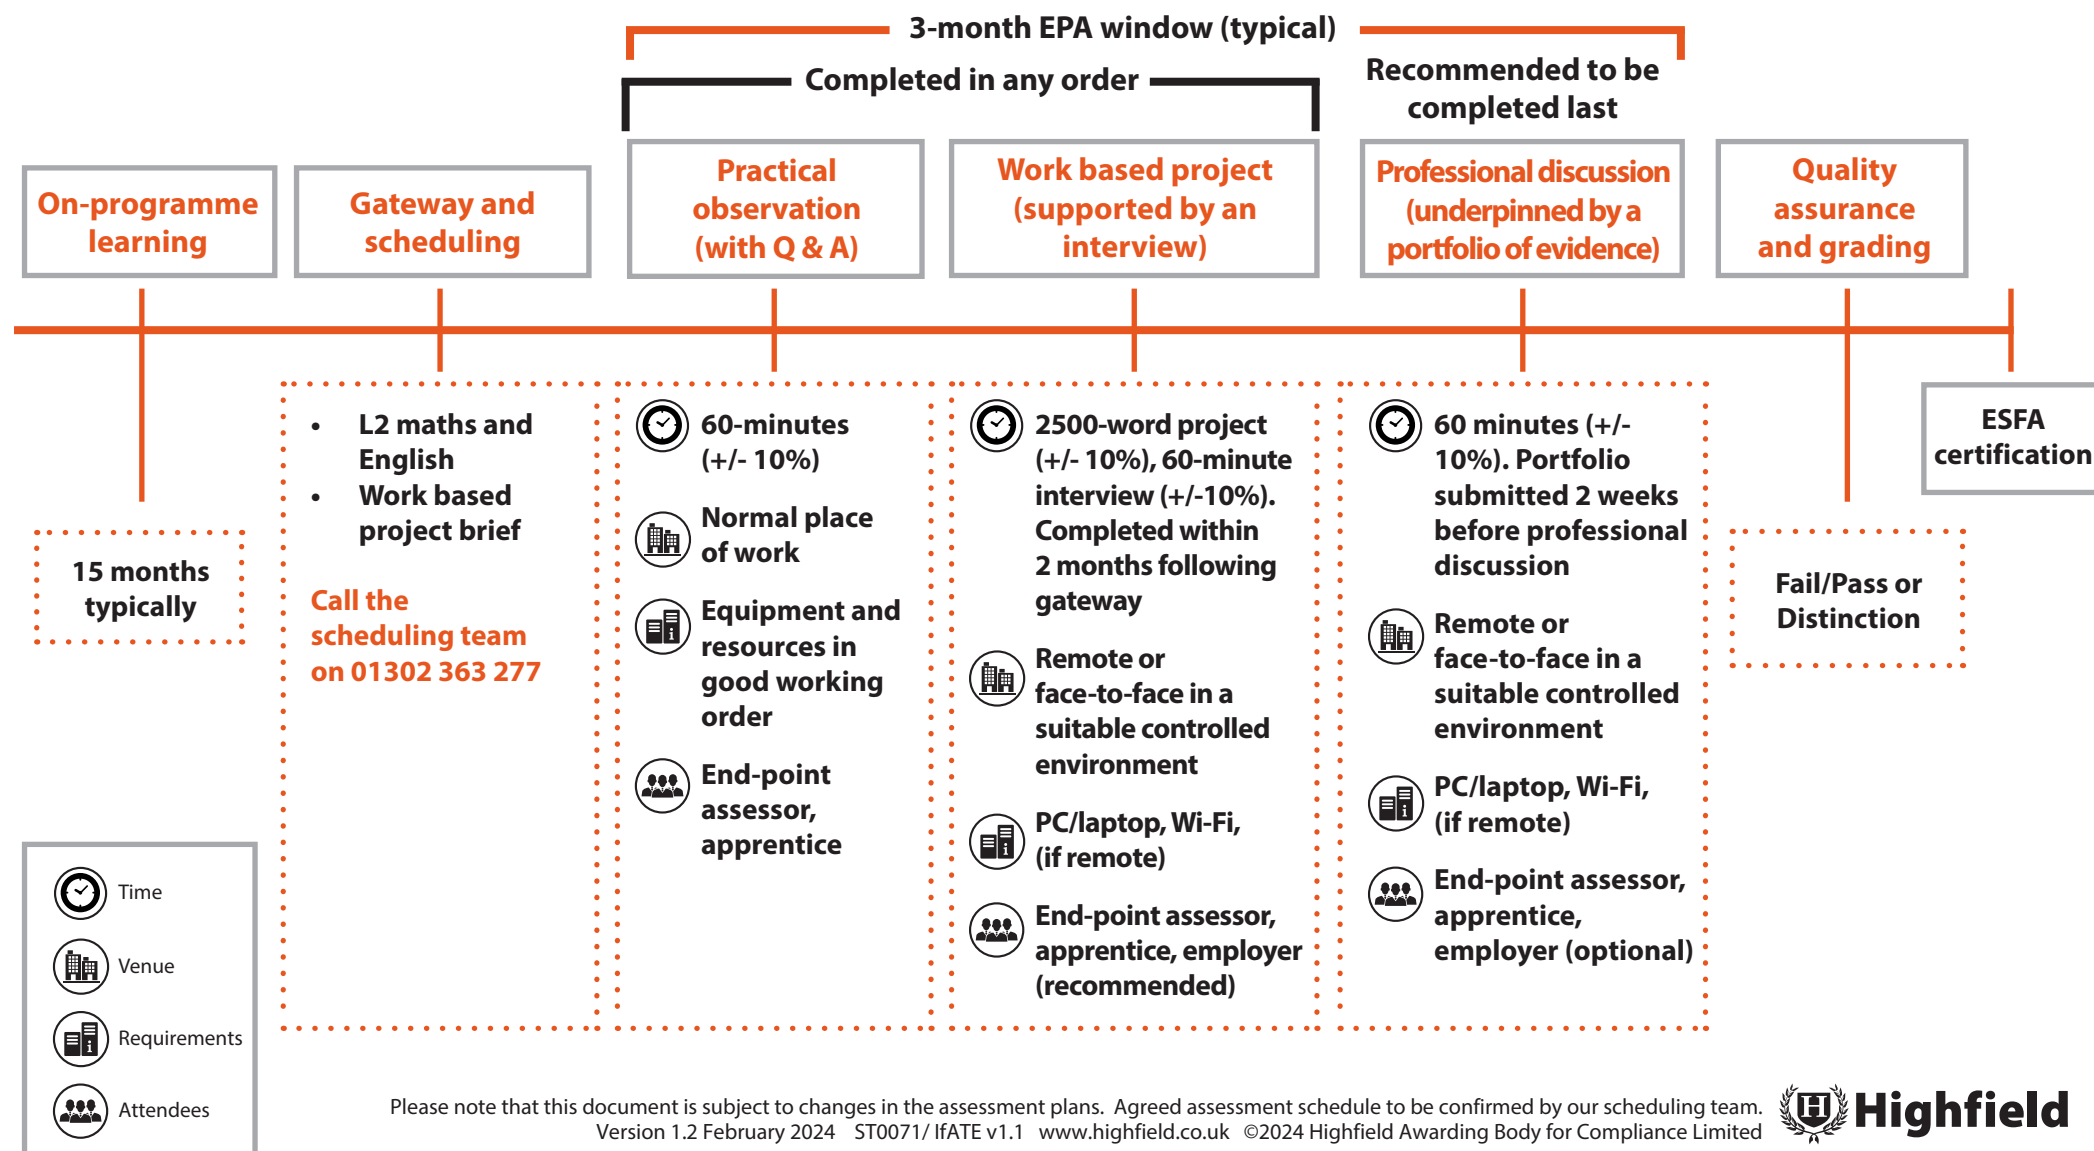 3-month EPA window (typical)
Completed in any order
Recommended to be
completed last
On-programme
learning
Gateway and
scheduling
Practical
observation
(with Q & A)
Work based project
(supported by an
interview)
Professional discussion
(underpinned by a
portfolio of evidence)
Quality
assurance
and grading
15 months
typically
• L2 maths and
English
• Work based
project brief
Call the
scheduling team
on 01302 363 277
60-minutes
(+/- 10%)
Normal place
of work
Equipment and
resources in
good working
order
End-point
assessor,
apprentice
2500-word project
(+/- 10%), 60-minute
interview (+/-10%).
Completed within
2 months following
gateway
Remote or
face-to-face in a
suitable controlled
environment
PC/laptop, Wi-Fi,
(if remote)
End-point assessor,
apprentice, employer
(recommended)
60 minutes (+/-
10%). Portfolio
submitted 2 weeks
before professional
discussion
Remote or
face-to-face in a
suitable controlled
environment
PC/laptop, Wi-Fi,
(if remote)
End-point assessor,
apprentice,
employer (optional)
Fail/Pass or
Distinction
ESFA
certification
Time
Venue
Requirements
Attendees
Please note that this document is subject to changes in the assessment plans. Agreed assessment schedule to be confirmed by our scheduling team.
Version 1.2 February 2024 ST0071/ IfATE v1.1 www.highfield.co.uk ©2024 Highfield Awarding Body for Compliance Limited
H Highfield